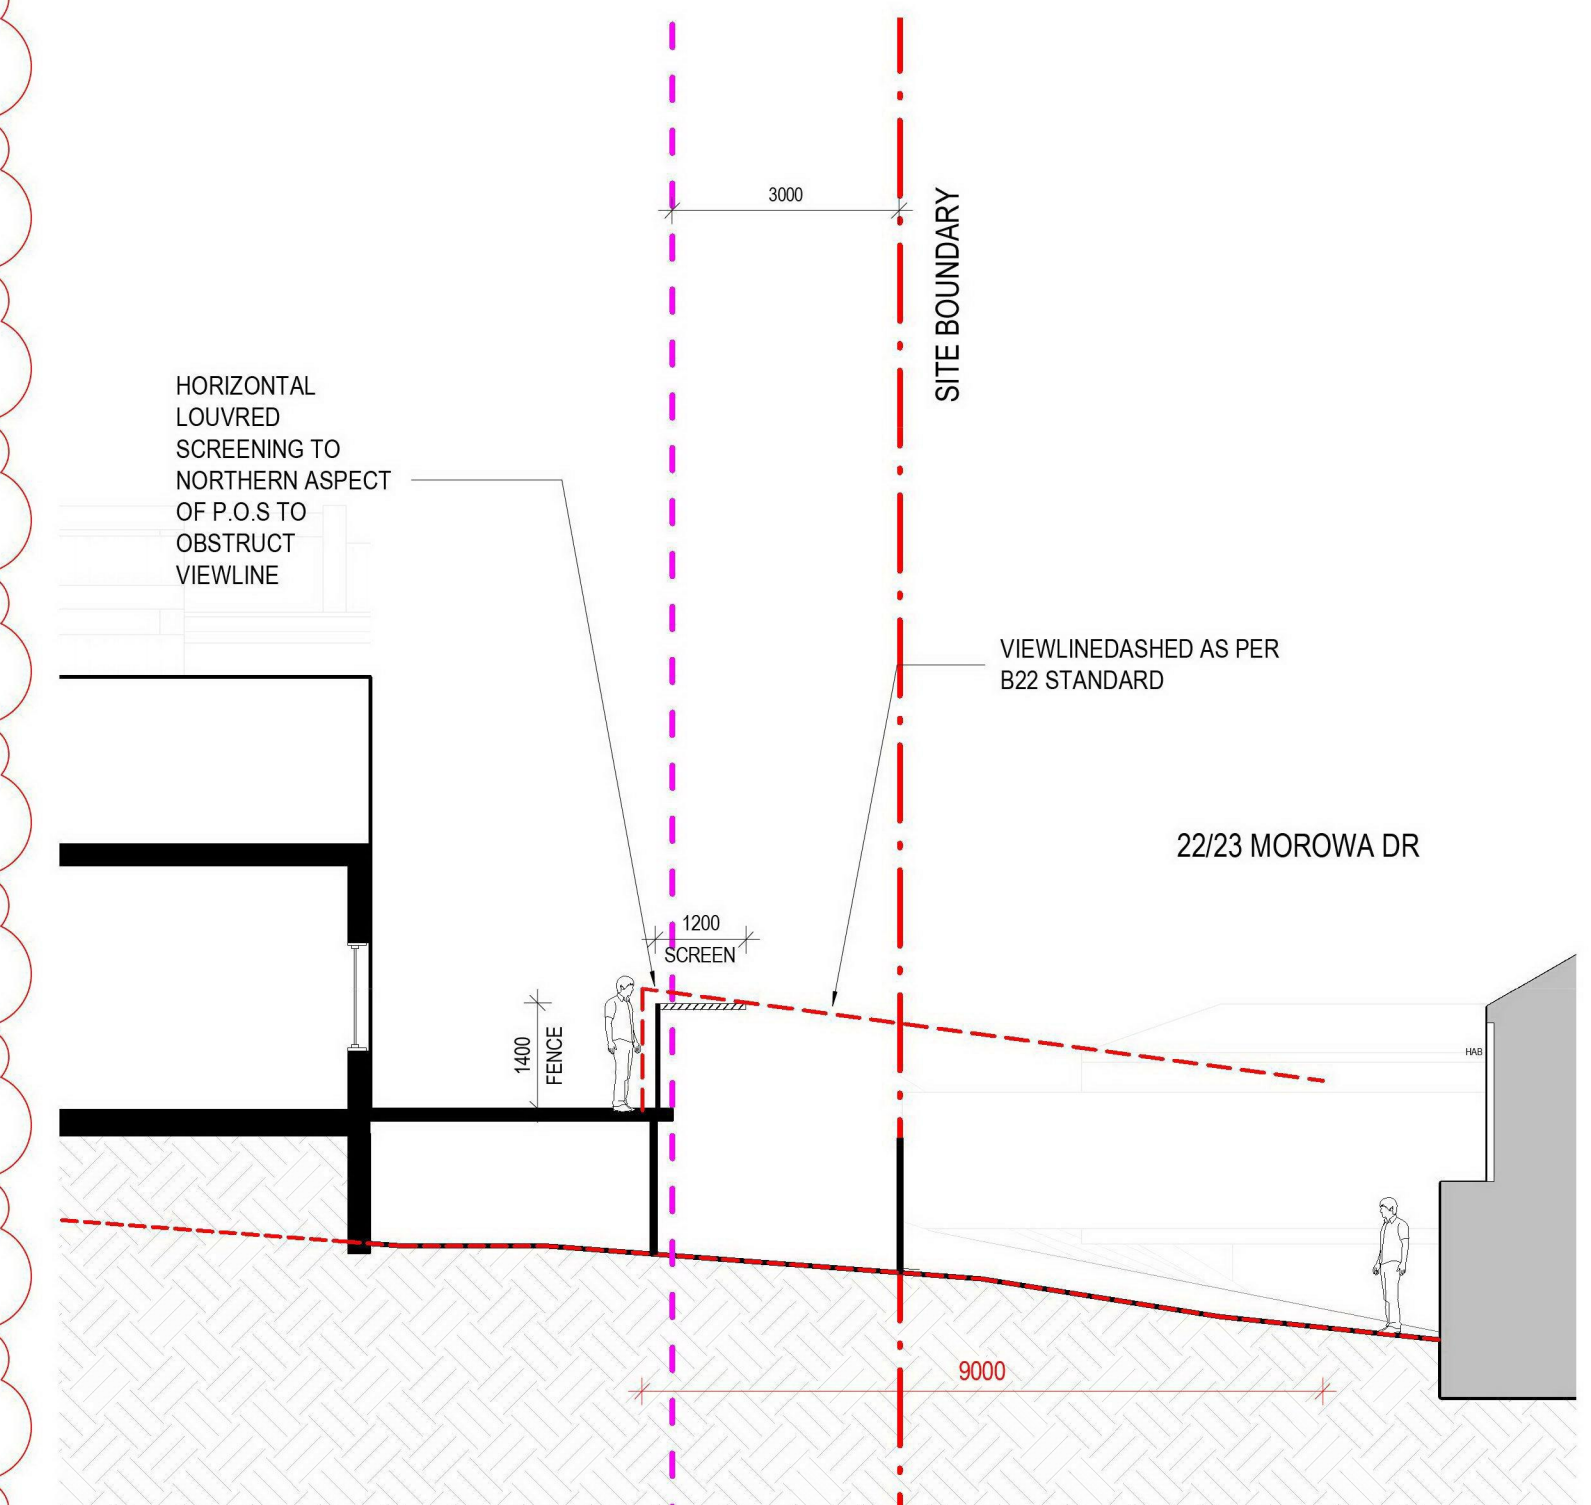 3000
SITE BOUNDARY
HORIZONTAL
LOUVRED
SCREENING TO
NORTHERN ASPECT
OF P.O.S TO
OBSTRUCT
VIEWLINE
VIEWLINEDASHED AS PER
B22 STANDARD
22/23 MOROWA DR
1200
SCREEN
1400
FENCE
HAB
9000